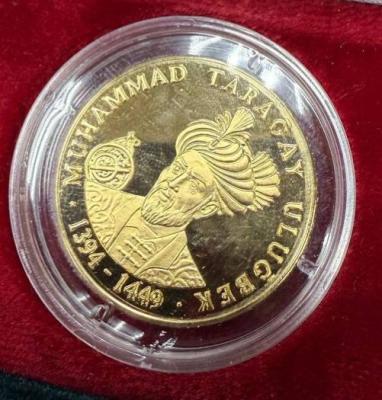 · MUHAMMAD TARAGAY ULUGBEK ·
1394 - 1449